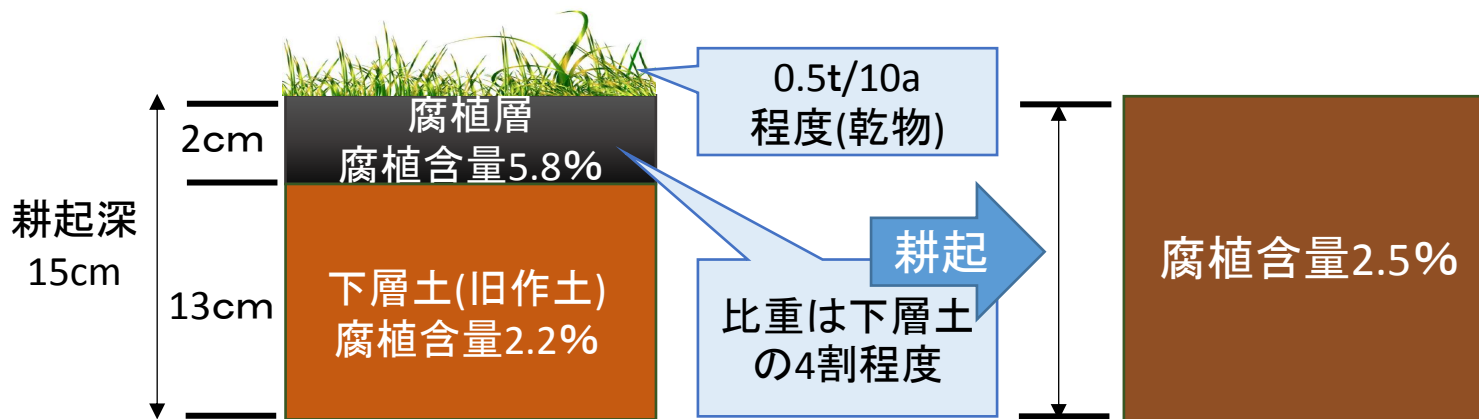 耕起深
15cm
2cm
13cm
腐植層
腐植含量5.8%
下層土(旧作土)
腐植含量2.2%
0.5t/10a
程度(乾物)
比重は下層土
の4割程度
耕起
腐植含量2.5%